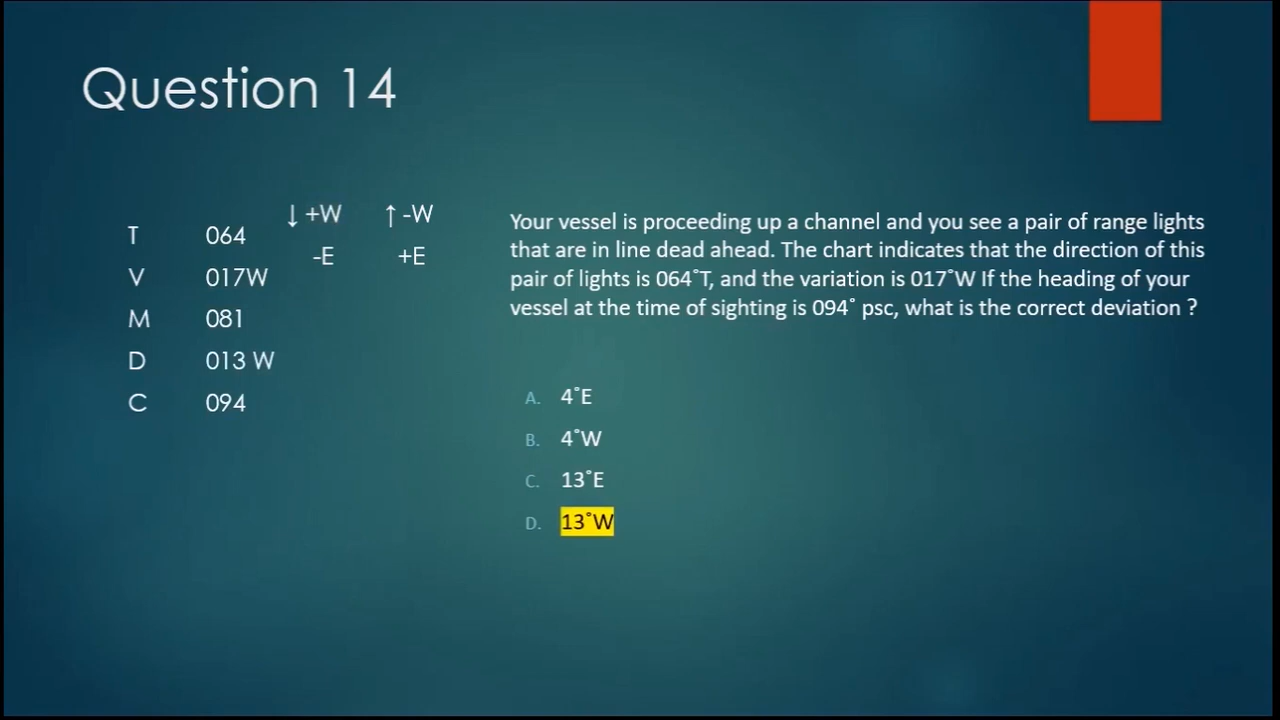 Question 14
↓ +W ↑ -W
-E +E
T 064
V 017W
M 081
D 013 W
C 094
Your vessel is proceeding up a channel and you see a pair of range lights
that are in line dead ahead. The chart indicates that the direction of this
pair of lights is 064˚T, and the variation is 017˚W If the heading of your
vessel at the time of sighting is 094˚ psc, what is the correct deviation ?
A. 4˚E
B. 4˚W
C. 13˚E
D. 13˚W